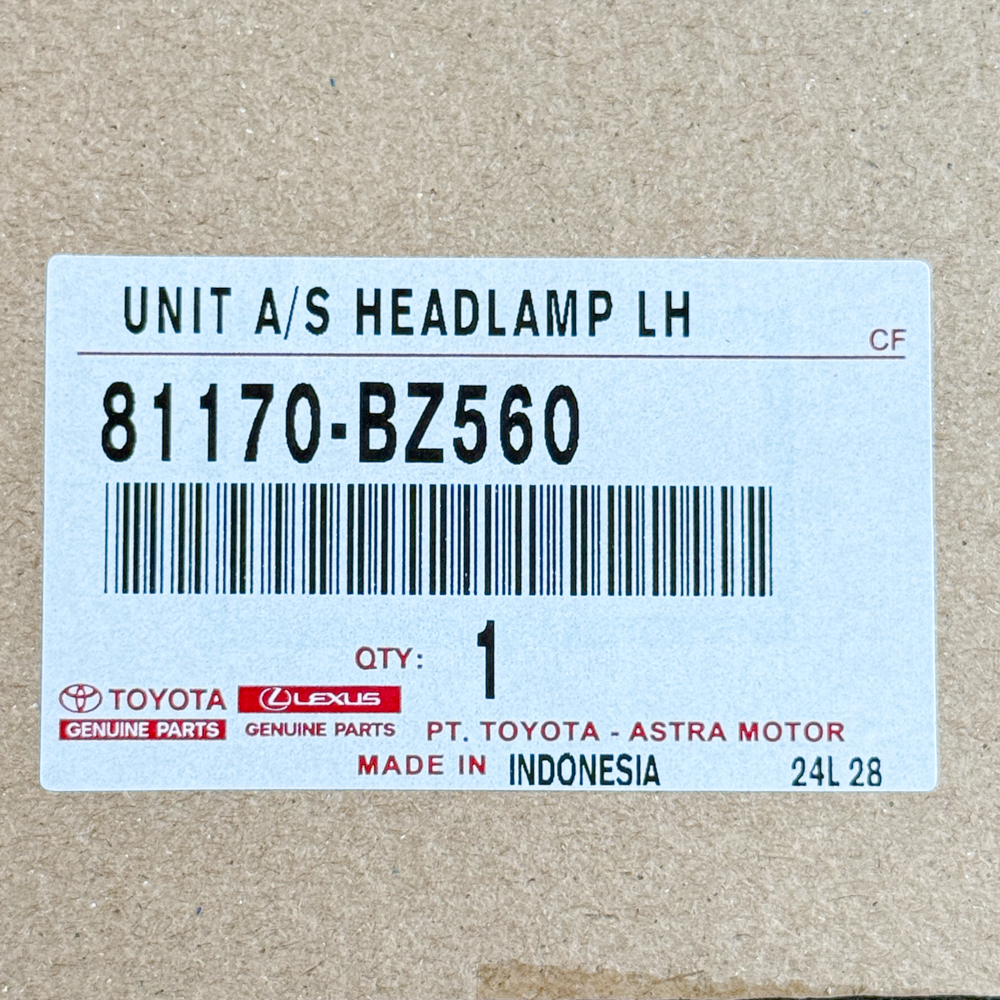 UNIT A/S HEADLAMP LH
CF
81170-BZ560
QTY: 1
TOYOTA LEXUS
GENUINE PARTS GENUINE PARTS PT. TOYOTA - ASTRA MOTOR
MADE IN INDONESIA 24L 28